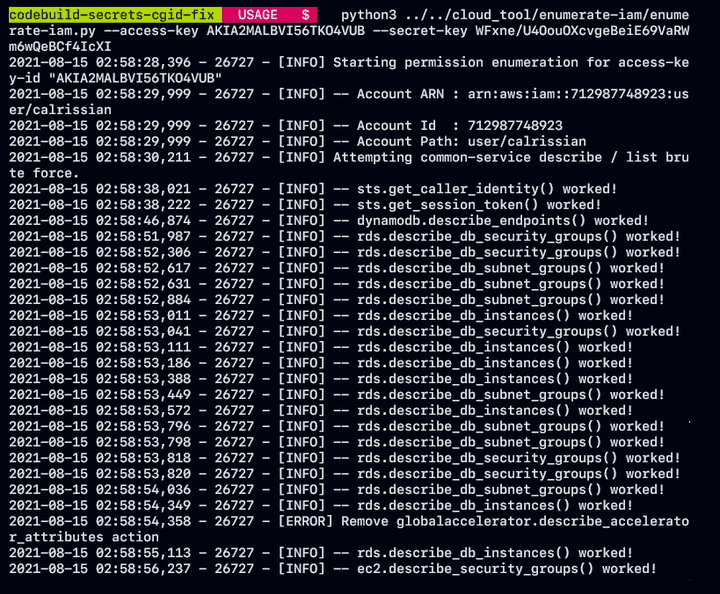 codebuild-secrets-cgid-fix USAGE $ python3 ../../cloud_tool/enumerate-iam/enume
rate-iam.py --access-key AKIA2MALBVI56TKO4VUB --secret-key WFxne/U4OouOXcvgeBeiE69VaRW
m6wQeBCf4IcXI
2021-08-15 02:58:28,396 - 26727 - [INFO] Starting permission enumeration for access-ke
y-id "AKIA2MALBVI56TKO4VUB"
2021-08-15 02:58:29,999 - 26727 - [INFO] -- Account ARN : arn:aws:iam::712987748923:us
er/calrissian
2021-08-15 02:58:29,999 - 26727 - [INFO] -- Account Id  : 712987748923
2021-08-15 02:58:29,999 - 26727 - [INFO] -- Account Path: user/calrissian
2021-08-15 02:58:30,211 - 26727 - [INFO] Attempting common-service describe / list bru
te force.
2021-08-15 02:58:38,021 - 26727 - [INFO] -- sts.get_caller_identity() worked!
2021-08-15 02:58:38,222 - 26727 - [INFO] -- sts.get_session_token() worked!
2021-08-15 02:58:46,874 - 26727 - [INFO] -- dynamodb.describe_endpoints() worked!
2021-08-15 02:58:51,987 - 26727 - [INFO] -- rds.describe_db_security_groups() worked!
2021-08-15 02:58:52,306 - 26727 - [INFO] -- rds.describe_db_security_groups() worked!
2021-08-15 02:58:52,617 - 26727 - [INFO] -- rds.describe_db_subnet_groups() worked!
2021-08-15 02:58:52,631 - 26727 - [INFO] -- rds.describe_db_subnet_groups() worked!
2021-08-15 02:58:52,884 - 26727 - [INFO] -- rds.describe_db_subnet_groups() worked!
2021-08-15 02:58:53,011 - 26727 - [INFO] -- rds.describe_db_instances() worked!
2021-08-15 02:58:53,041 - 26727 - [INFO] -- rds.describe_db_security_groups() worked!
2021-08-15 02:58:53,111 - 26727 - [INFO] -- rds.describe_db_instances() worked!
2021-08-15 02:58:53,186 - 26727 - [INFO] -- rds.describe_db_instances() worked!
2021-08-15 02:58:53,388 - 26727 - [INFO] -- rds.describe_db_instances() worked!
2021-08-15 02:58:53,449 - 26727 - [INFO] -- rds.describe_db_subnet_groups() worked!
2021-08-15 02:58:53,572 - 26727 - [INFO] -- rds.describe_db_instances() worked!
2021-08-15 02:58:53,796 - 26727 - [INFO] -- rds.describe_db_subnet_groups() worked!
2021-08-15 02:58:53,798 - 26727 - [INFO] -- rds.describe_db_subnet_groups() worked!
2021-08-15 02:58:53,818 - 26727 - [INFO] -- rds.describe_db_security_groups() worked!
2021-08-15 02:58:53,820 - 26727 - [INFO] -- rds.describe_db_security_groups() worked!
2021-08-15 02:58:54,036 - 26727 - [INFO] -- rds.describe_db_subnet_groups() worked!
2021-08-15 02:58:54,349 - 26727 - [INFO] -- rds.describe_db_instances() worked!
2021-08-15 02:58:54,358 - 26727 - [ERROR] Remove globalaccelerator.describe_accelerato
r_attributes action
2021-08-15 02:58:55,113 - 26727 - [INFO] -- rds.describe_db_instances() worked!
2021-08-15 02:58:56,237 - 26727 - [INFO] -- ec2.describe_security_groups() worked!